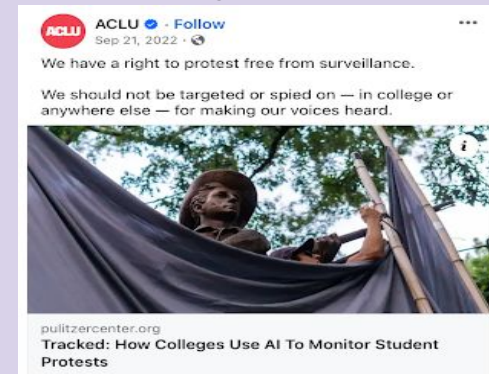 ACLU
ACLU · Follow
Sep 21, 2022 ·
We have a right to protest free from surveillance.
We should not be targeted or spied on — in college or
anywhere else — for making our voices heard.
i
pulitzercenter.org
Tracked: How Colleges Use AI To Monitor Student
Protests